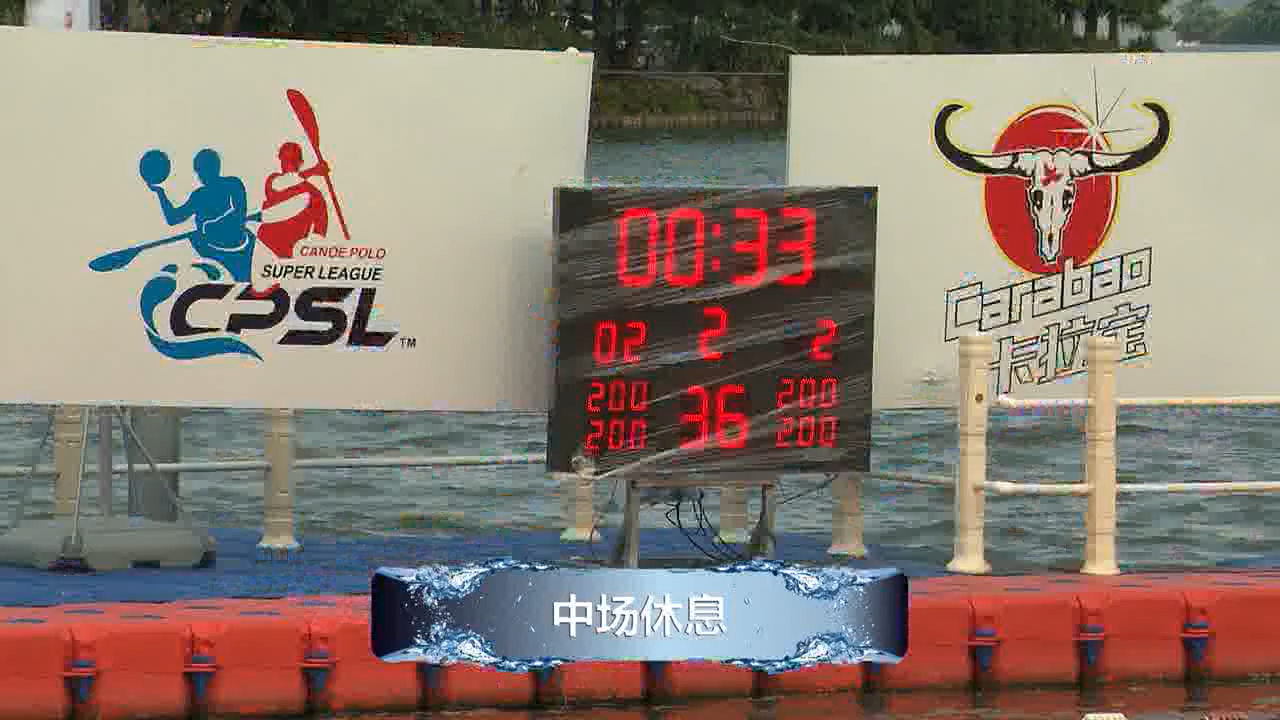 CANOE POLO
SUPER LEAGUE
CPSL TM
00:33
02 2 2
200 36 200
200 200
Carabao
卡拉宝
中场休息